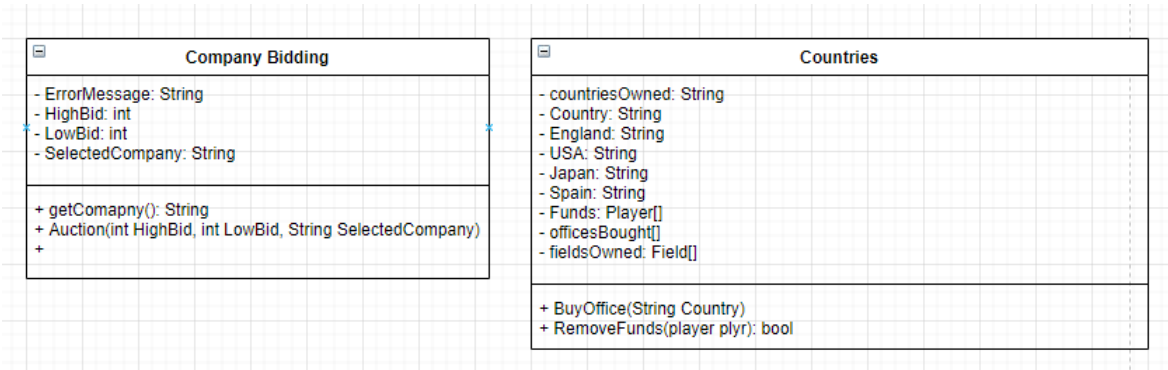 Company Bidding
- ErrorMessage: String
- HighBid: int
- LowBid: int
- SelectedCompany: String
+ getComapny(): String
+ Auction(int HighBid, int LowBid, String SelectedCompany)
+
Countries
- countriesOwned: String
- Country: String
- England: String
- USA: String
- Japan: String
- Spain: String
- Funds: Player[]
- officesBought[]
- fieldsOwned: Field[]
+ BuyOffice(String Country)
+ RemoveFunds(player plyr): bool